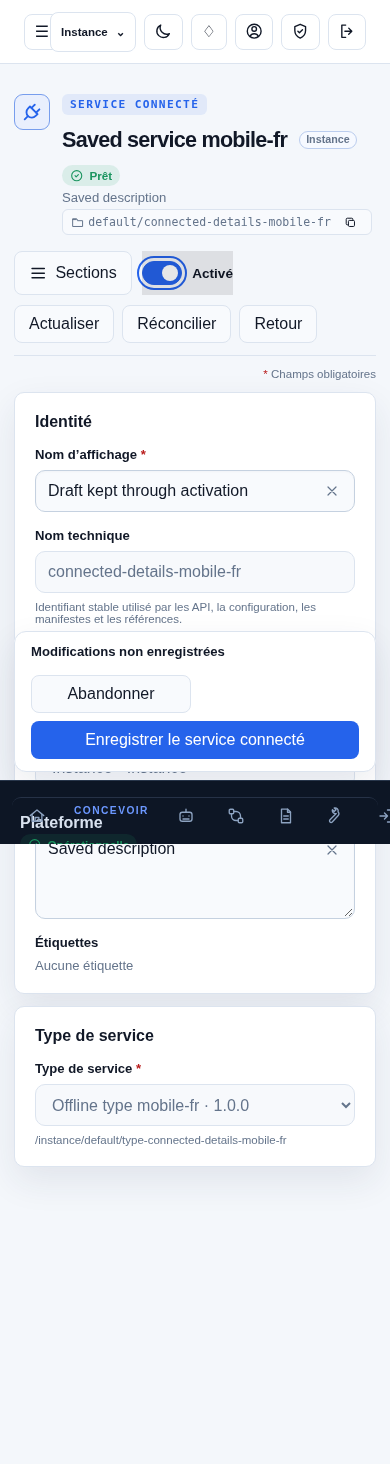 Instance
SERVICE CONNECTÉ
Saved service mobile-fr
Instance
Prêt
Saved description
default/connected-details-mobile-fr
Sections
Activé
Actualiser
Réconcilier
Retour
* Champs obligatoires
Identité
Nom d’affichage *
Draft kept through activation
Nom technique
connected-details-mobile-fr
Identifiant stable utilisé par les API, la configuration, les
manifestes et les références.
Modifications non enregistrées
Abandonner
Enregistrer le service connecté
CONCEVOIR
Plateforme
Saved description
Étiquettes
Aucune étiquette
Type de service
Type de service *
Offline type mobile-fr · 1.0.0
/instance/default/type-connected-details-mobile-fr